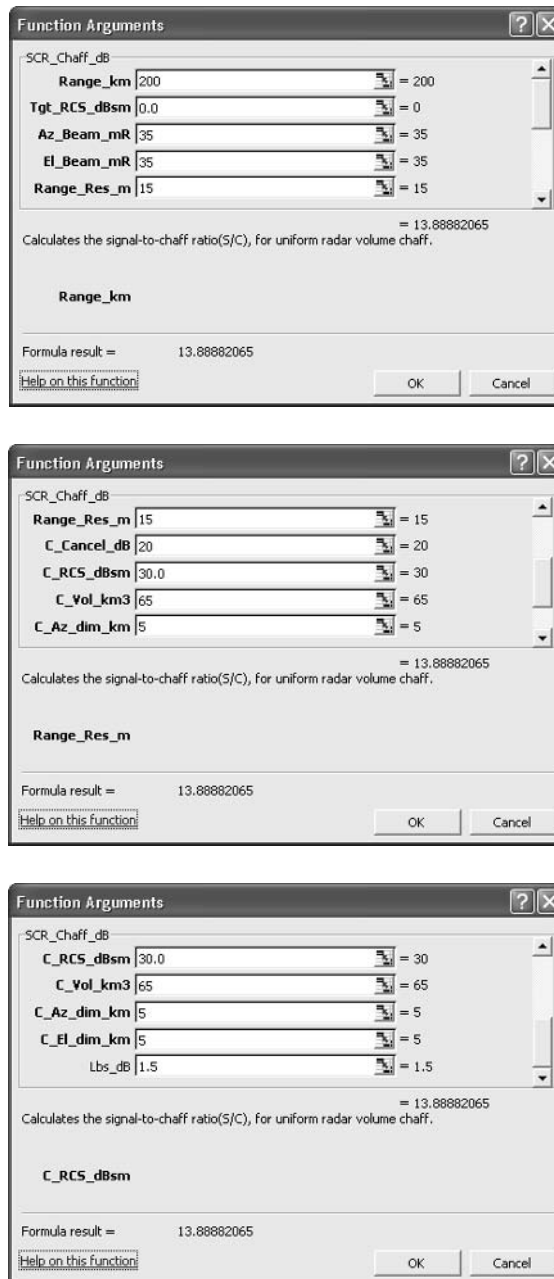 Function Arguments
SCR_Chaff_dB
Range_km 200 = 200
Tgt_RCS_dBsm 0.0 = 0
Az_Beam_mR 35 = 35
El_Beam_mR 35 = 35
Range_Res_m 15 = 15
= 13.88882065
Calculates the signal-to-chaff ratio(S/C), for uniform radar volume chaff.
Range_km
Formula result = 13.88882065
Help on this function OK Cancel
Function Arguments
SCR_Chaff_dB
Range_Res_m 15 = 15
C_Cancel_dB 20 = 20
C_RCS_dBsm 30.0 = 30
C_Vol_km3 65 = 65
C_Az_dim_km 5 = 5
= 13.88882065
Calculates the signal-to-chaff ratio(S/C), for uniform radar volume chaff.
Range_Res_m
Formula result = 13.88882065
Help on this function OK Cancel
Function Arguments
SCR_Chaff_dB
C_RCS_dBsm 30.0 = 30
C_Vol_km3 65 = 65
C_Az_dim_km 5 = 5
C_El_dim_km 5 = 5
Lbs_dB 1.5 = 1.5
= 13.88882065
Calculates the signal-to-chaff ratio(S/C), for uniform radar volume chaff.
C_RCS_dBsm
Formula result = 13.88882065
Help on this function OK Cancel